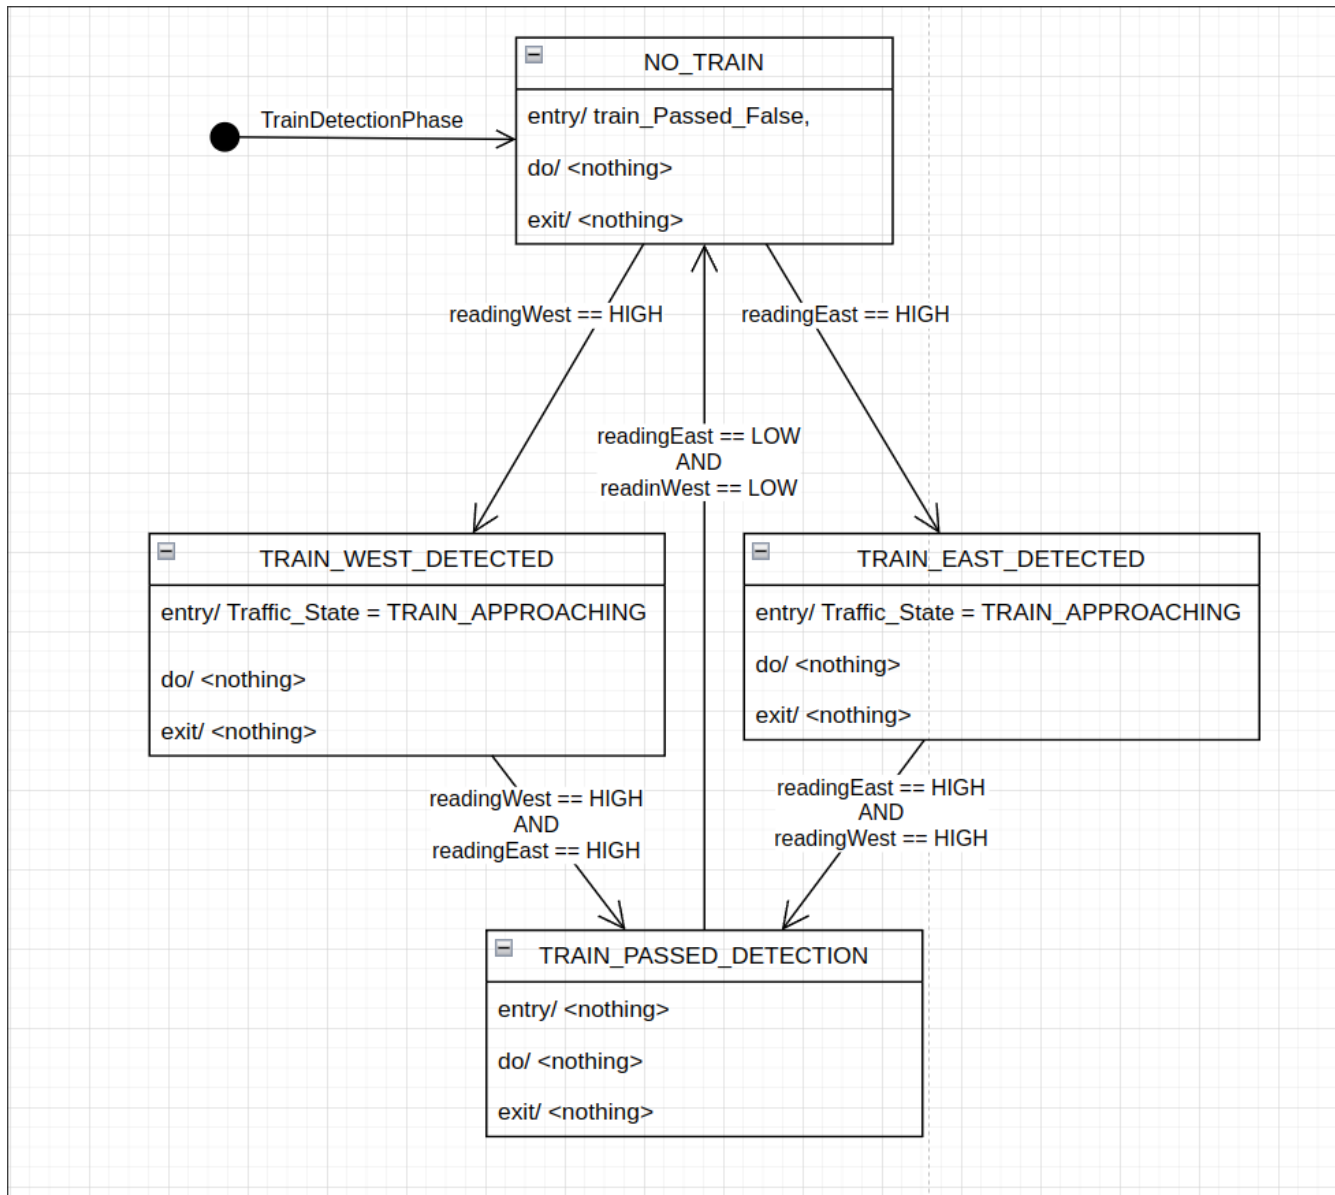 NO_TRAIN
TrainDetectionPhase
entry/ train_Passed_False,
do/ <nothing>
exit/ <nothing>
readingWest == HIGH
readingEast == HIGH
readingEast == LOW
AND
readinWest == LOW
TRAIN_WEST_DETECTED
entry/ Traffic_State = TRAIN_APPROACHING
do/ <nothing>
exit/ <nothing>
TRAIN_EAST_DETECTED
entry/ Traffic_State = TRAIN_APPROACHING
do/ <nothing>
exit/ <nothing>
readingWest == HIGH
AND
readingEast == HIGH
readingEast == HIGH
AND
readingWest == HIGH
TRAIN_PASSED_DETECTION
entry/ <nothing>
do/ <nothing>
exit/ <nothing>